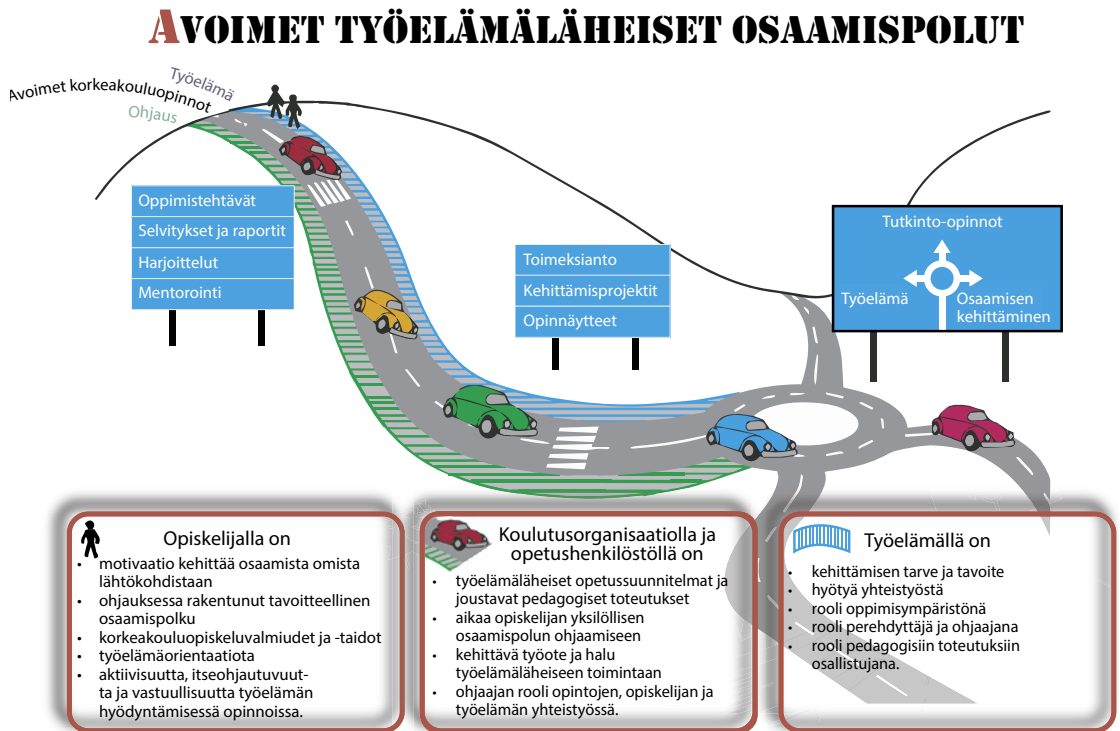 AVOIMET TYÖELÄMÄLÄHEISET OSAAMISPOLUT
Työelämä
Avoimet korkeakouluopinnot
Ohjaus
Oppimistehtävät
Selvitykset ja raportit
Harjoittelut
Mentorointi
Toimeksianto
Kehittämisprojektit
Opinnäytteet
Tutkinto-opinnot
Työelämä
Osaamisen
kehittäminen
Opiskelijalla on
• motivaatio kehittää osaamista omista
lähtökohdistaan
• ohjauksessa rakentunut tavoitteellinen
osaamispolku
• korkeakouluopiskeluvalmiudet ja -taidot
• työelämäorientaatiota
• aktiivisuutta, itseohjautuvuut-
ta ja vastuullisuutta työelämän
hyödyntämisessä opinnoissa.
Koulutusorganisaatiolla ja
opetushenkilöstöllä on
• työelämäläheiset opetussuunnitelmat ja
joustavat pedagogiset toteutukset
• aikaa opiskelijan yksilöllisen
osaamispolun ohjaamiseen
• kehittävä työote ja halu
työelämäläheiseen toimintaan
• ohjaajan rooli opintojen, opiskelijan ja
työelämän yhteistyössä.
Työelämällä on
• kehittämisen tarve ja tavoite
• hyötyä yhteistyöstä
• rooli oppimisympäristönä
• rooli perehdyttäjä ja ohjaajana
• rooli pedagogisiin toteutuksiin
osallistujana.